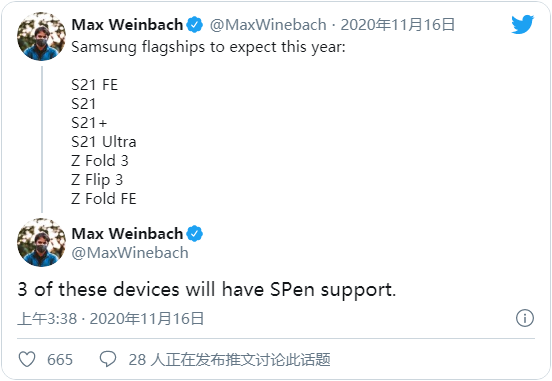 Max Weinbach @MaxWinebach · 2020年11月16日
Samsung flagships to expect this year:
S21 FE
S21
S21+
S21 Ultra
Z Fold 3
Z Flip 3
Z Fold FE
Max Weinbach
@MaxWinebach
3 of these devices will have SPen support.
上午3:38 · 2020年11月16日
665 28 人正在发布推文讨论此话题